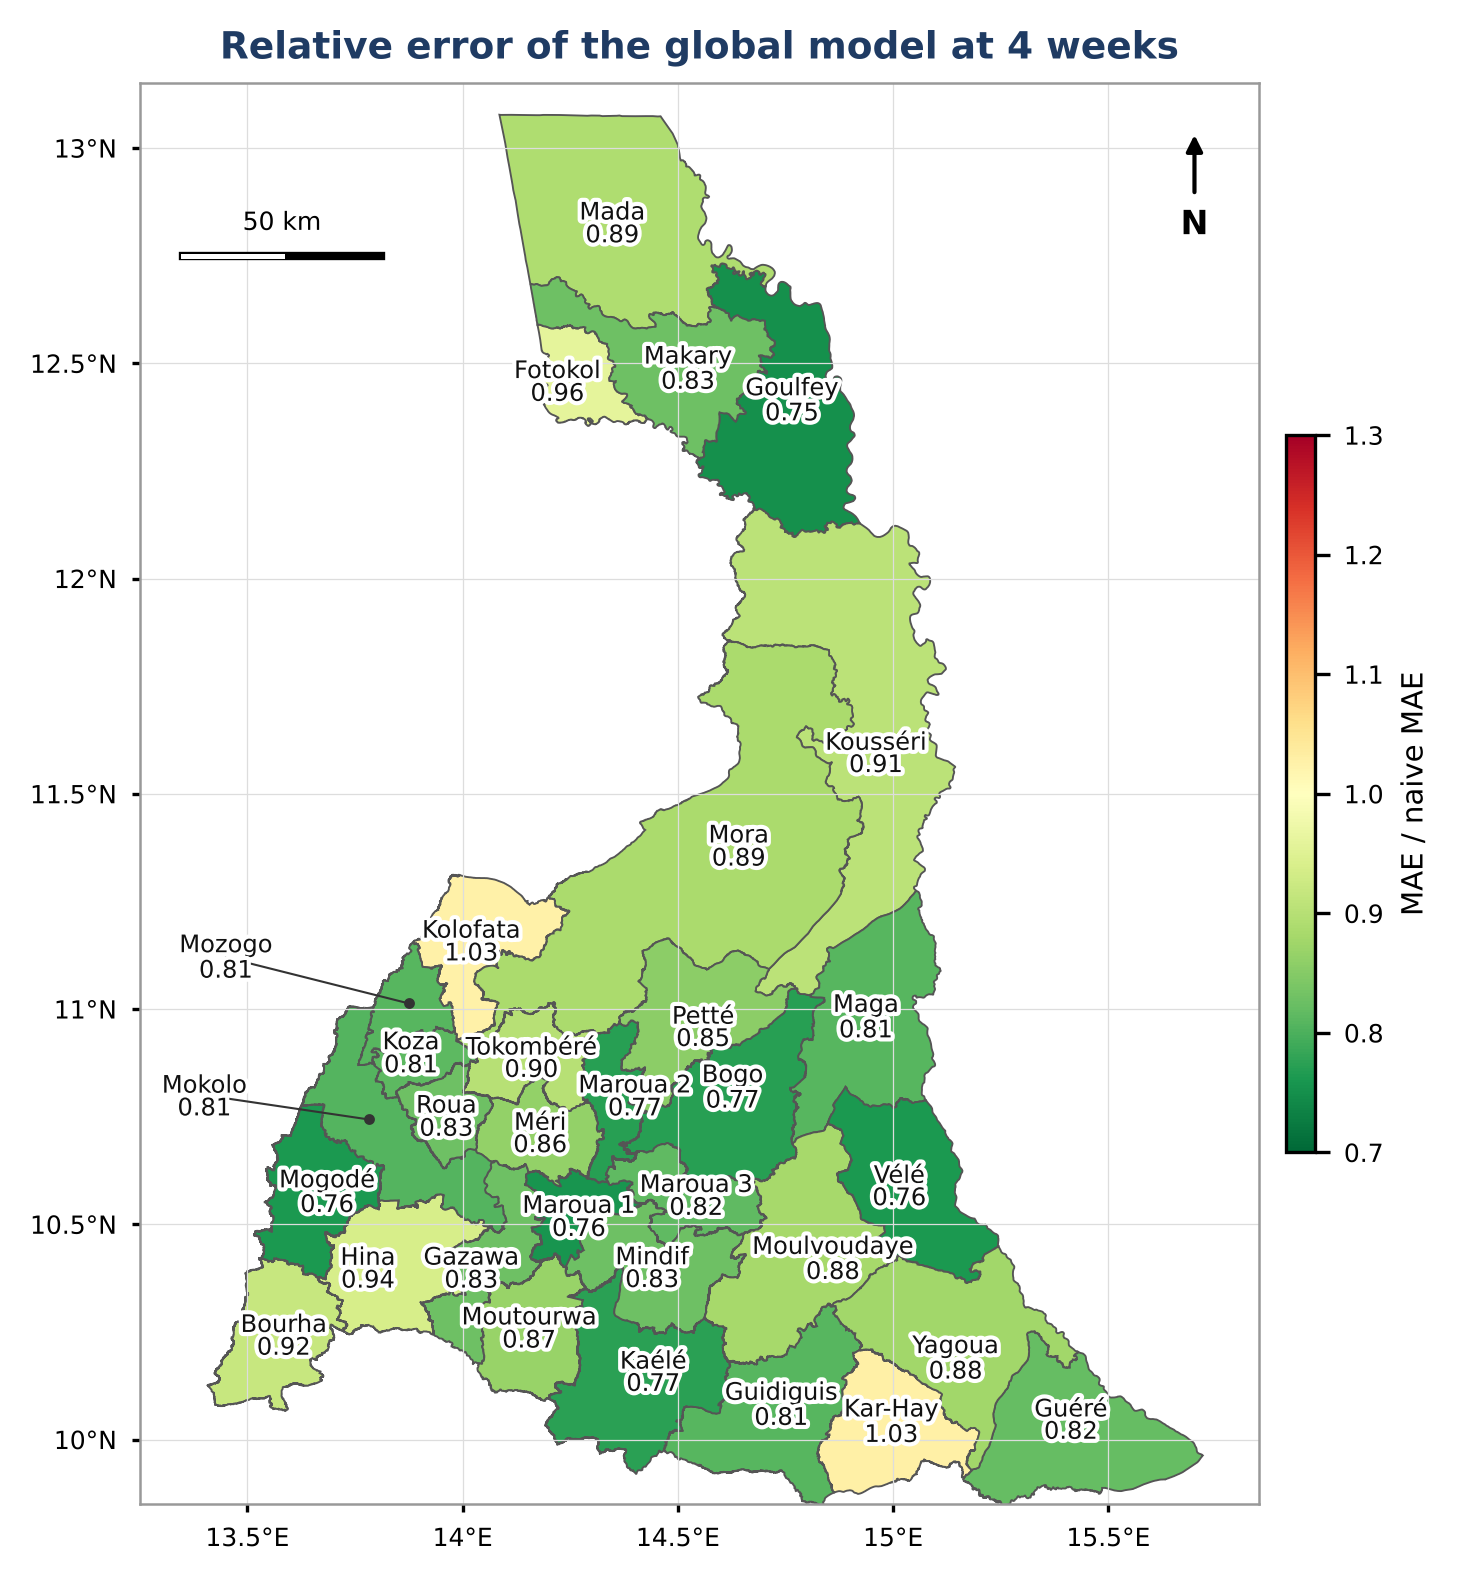 Relative error of the global model at 4 weeks
13°N
12.5°N
12°N
11.5°N
11°N
10.5°N
10°N
13.5°E
14°E
14.5°E
15°E
15.5°E
50 km
N
Mada
0.89
Fotokol
0.96
Makary
0.83
Goulfey
0.75
Kousséri
0.91
Mora
0.89
Kolofata
1.03
Mozogo
0.81
Maga
0.81
Petté
0.85
Koza
0.81
Tokombéré
0.90
Mokolo
0.81
Maroua 2
0.77
Bogo
0.77
Roua
0.83
Méri
0.86
Mogodé
0.76
Maroua 1
0.76
Maroua 3
0.82
Vélé
0.76
Hina
0.94
Gazawa
0.83
Mindif
0.83
Moulvoudaye
0.88
Bourha
0.92
Moutourwa
0.87
Kaélé
0.77
Yagoua
0.88
Guidiguis
0.81
Kar-Hay
1.03
Guéré
0.82
1.3
1.2
1.1
1.0
0.9
0.8
0.7
MAE / naive MAE